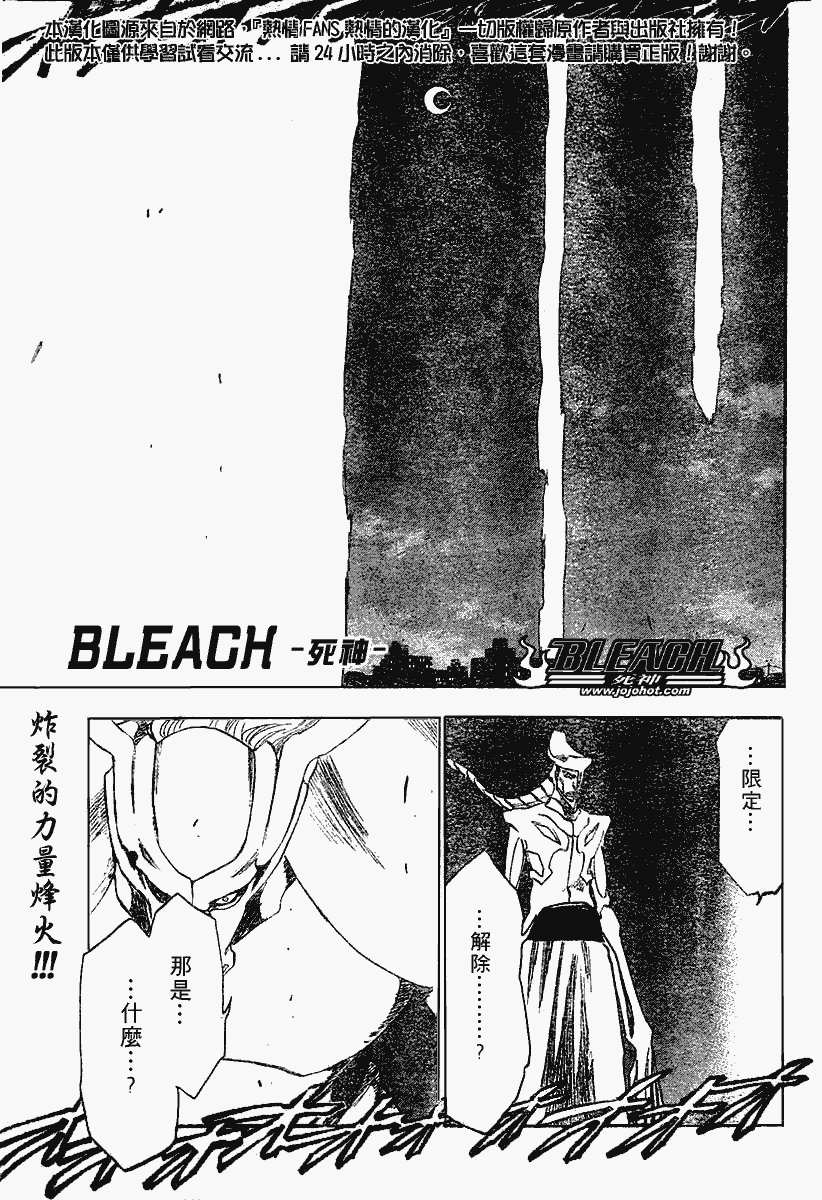 本漢化圖源來自於網路，『熱情FANS,熱情的漢化』一切版權歸原作者與出版社擁有！
此版本僅供學習試看交流...請24小時之內消除，喜歡這套漫畫請購買正版！謝謝。
BLEACH -死神-
BLEACH
死神
www.jojohot.com
…限定…
…解除…………?
那是…
…什麼…?
炸裂的力量烽火!!!